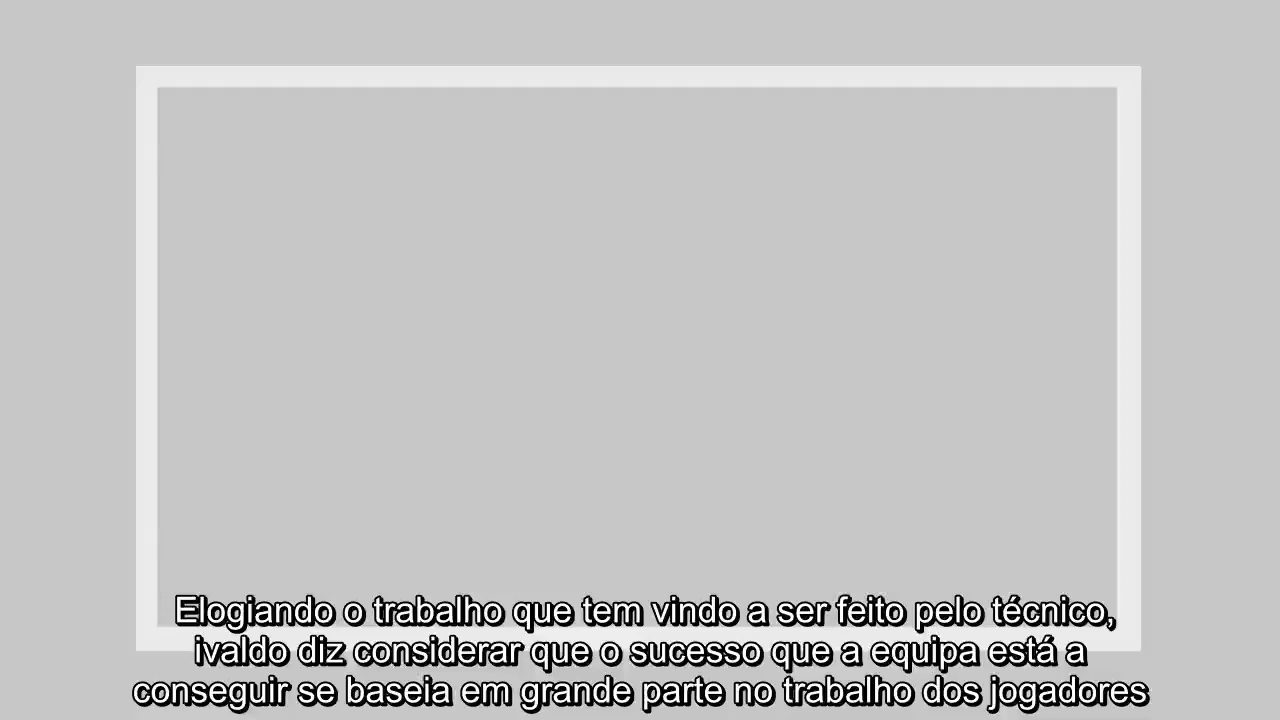 Elogiando o trabalho que tem vindo a ser feito pelo técnico,
ivaldo diz considerar que o sucesso que a equipa está a
conseguir se baseia em grande parte no trabalho dos jogadores